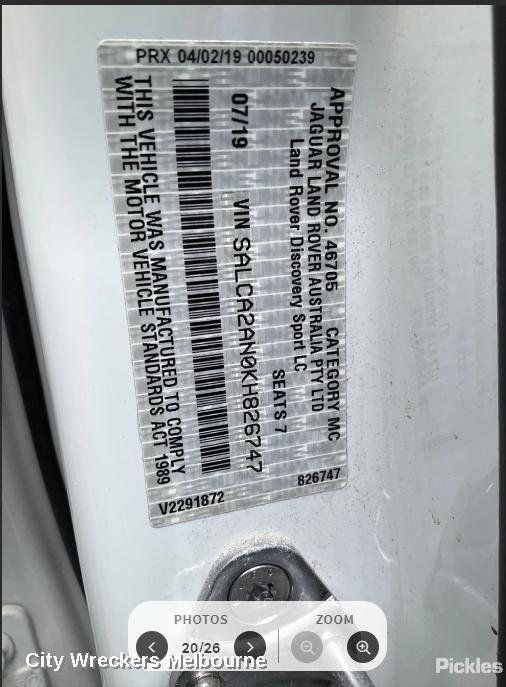 PRX 04/02/19 00050239
APPROVAL NO. 46705 CATEGORY MC
JAGUAR LAND ROVER AUSTRALIA PTY LTD
Land Rover Discovery Sport LC
SEATS 7
07/19 VIN SALCA2AN0KH826747
THIS VEHICLE WAS MANUFACTURED TO COMPLY
WITH THE MOTOR VEHICLE STANDARDS ACT 1989
V2291872 826747
PHOTOS ZOOM
20/26
City Wreckers Melbourne
Pickles